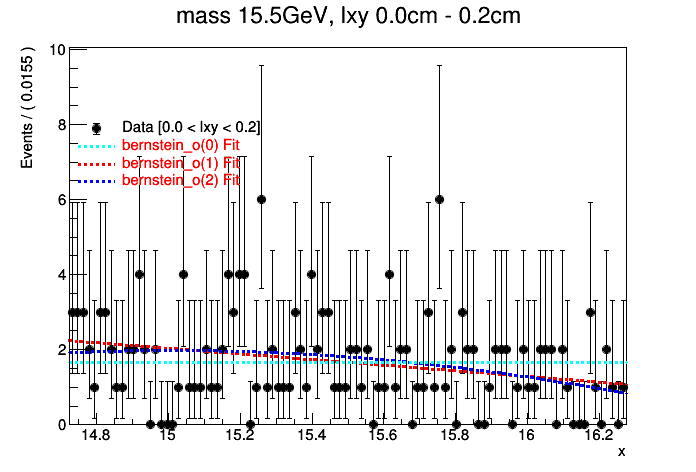 mass 15.5GeV, lxy 0.0cm - 0.2cm
Events / ( 0.0155 )
10
8
6
4
2
0
Data [0.0 < lxy < 0.2]
bernstein_o(0) Fit
bernstein_o(1) Fit
bernstein_o(2) Fit
14.8 15 15.2 15.4 15.6 15.8 16 16.2
x